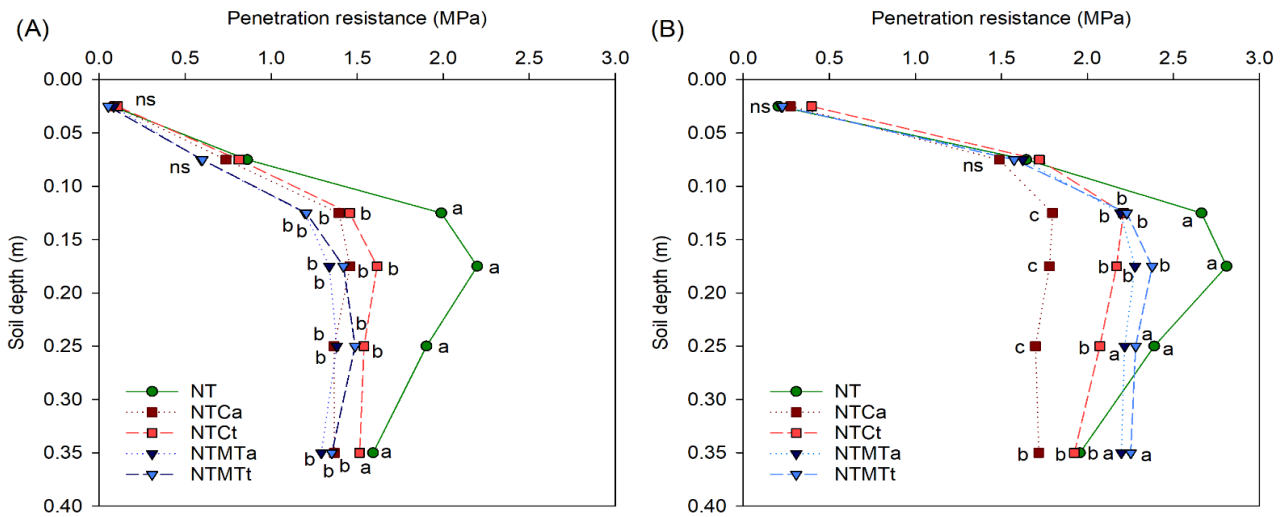 Penetration resistance (MPa)
(A)
0.0 0.5 1.0 1.5 2.0 2.5 3.0
0.00
0.05
0.10
0.15
0.20
0.25
0.30
0.35
0.40
Soil depth (m)
ns
ns
b b a
b b
b b b a
b
b b
b b a
b b b a a
NT
NTCa
NTCt
NTMTa
NTMTt
Penetration resistance (MPa)
(B)
0.0 0.5 1.0 1.5 2.0 2.5 3.0
0.00
0.05
0.10
0.15
0.20
0.25
0.30
0.35
0.40
Soil depth (m)
ns
ns
b
c b b a
c b b b a
a
c b a a
b b b a a
NT
NTCa
NTCt
NTMTa
NTMTt